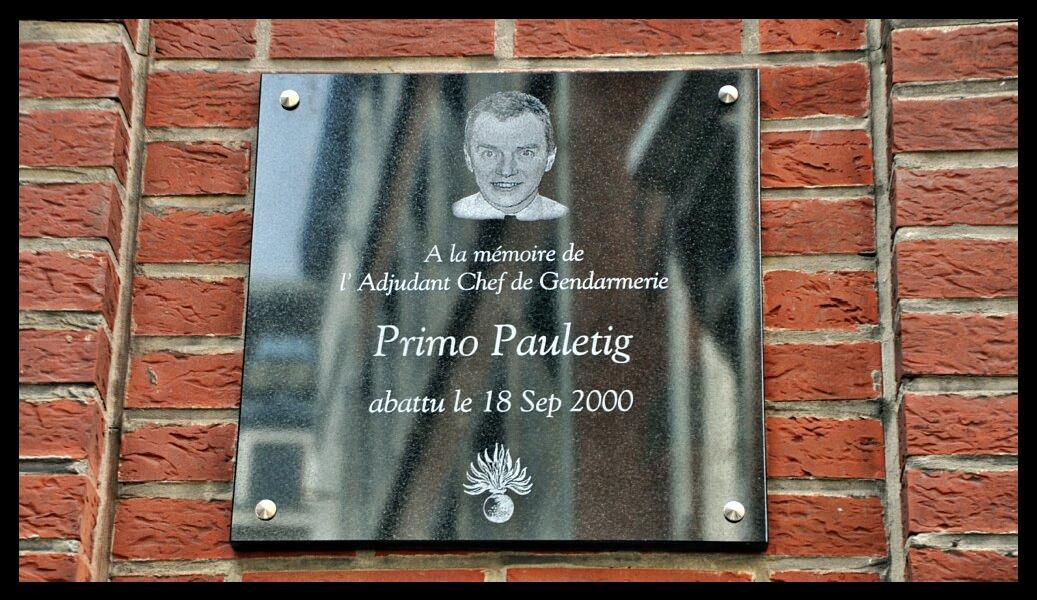 A la mémoire de
l' Adjudant Chef de Gendarmerie
Primo Pauletig
abattu le 18 Sep 2000